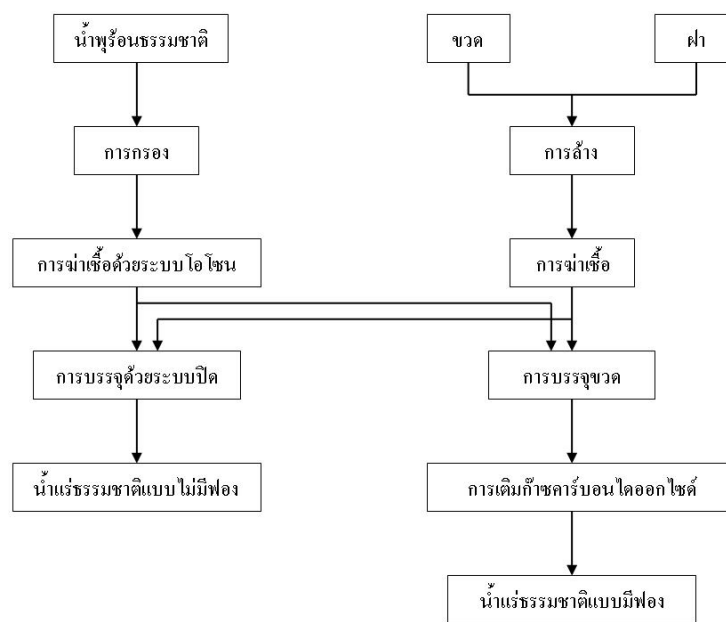 น้ำพุร้อนธรรมชาติ
ขวด
ฝา
การกรอง
การล้าง
การฆ่าเชื้อด้วยระบบโอโซน
การฆ่าเชื้อ
การบรรจุด้วยระบบปิด
การบรรจุขวด
น้ำแร่ธรรมชาติแบบไม่มีฟอง
การเติมก๊าซคาร์บอนไดออกไซด์
น้ำแร่ธรรมชาติแบบมีฟอง